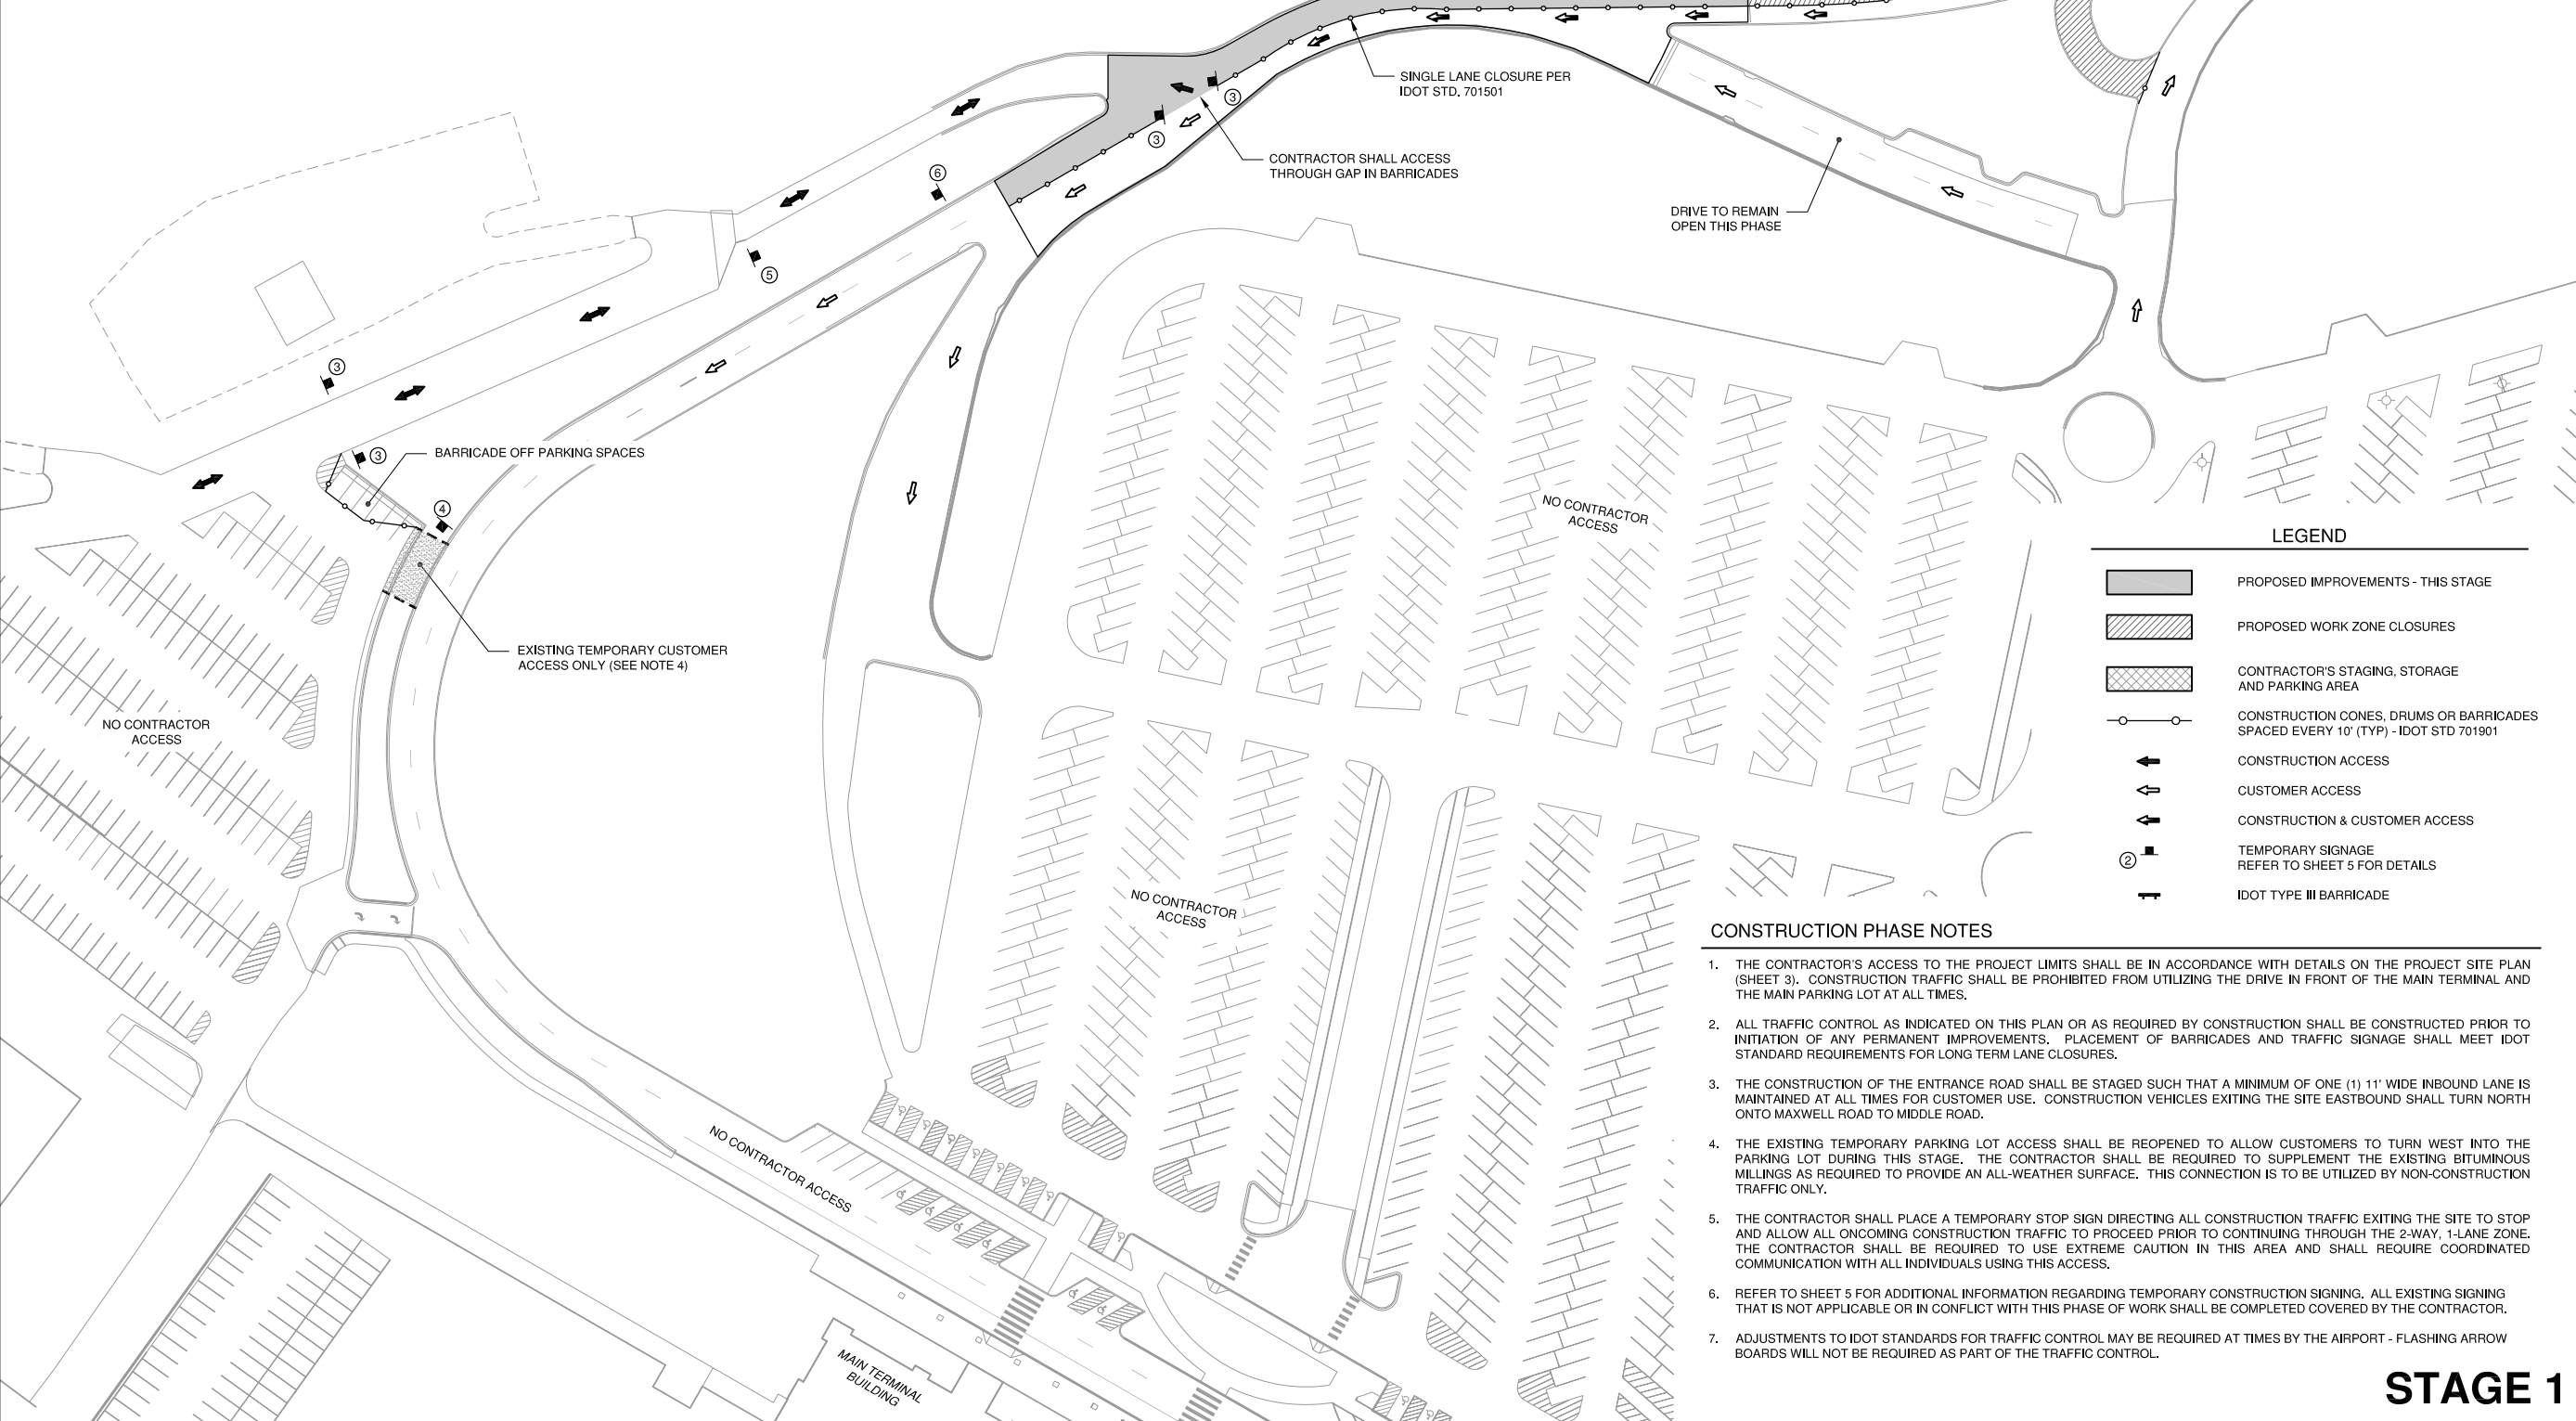 SINGLE LANE CLOSURE PER
IDOT STD. 701501
3
3
CONTRACTOR SHALL ACCESS
THROUGH GAP IN BARRICADES
6
DRIVE TO REMAIN
OPEN THIS PHASE
5
3
3
BARRICADE OFF PARKING SPACES
4
NO CONTRACTOR
ACCESS
EXISTING TEMPORARY CUSTOMER
ACCESS ONLY (SEE NOTE 4)
NO CONTRACTOR
ACCESS
NO CONTRACTOR
ACCESS
NO CONTRACTOR ACCESS
MAIN TERMINAL
BUILDING
LEGEND
PROPOSED IMPROVEMENTS - THIS STAGE
PROPOSED WORK ZONE CLOSURES
CONTRACTOR'S STAGING, STORAGE
AND PARKING AREA
CONSTRUCTION CONES, DRUMS OR BARRICADES
SPACED EVERY 10' (TYP) - IDOT STD 701901
CONSTRUCTION ACCESS
CUSTOMER ACCESS
CONSTRUCTION & CUSTOMER ACCESS
2 TEMPORARY SIGNAGE
REFER TO SHEET 5 FOR DETAILS
IDOT TYPE III BARRICADE
CONSTRUCTION PHASE NOTES
1. THE CONTRACTOR'S ACCESS TO THE PROJECT LIMITS SHALL BE IN ACCORDANCE WITH DETAILS ON THE PROJECT SITE PLAN
(SHEET 3). CONSTRUCTION TRAFFIC SHALL BE PROHIBITED FROM UTILIZING THE DRIVE IN FRONT OF THE MAIN TERMINAL AND
THE MAIN PARKING LOT AT ALL TIMES.
2. ALL TRAFFIC CONTROL AS INDICATED ON THIS PLAN OR AS REQUIRED BY CONSTRUCTION SHALL BE CONSTRUCTED PRIOR TO
INITIATION OF ANY PERMANENT IMPROVEMENTS. PLACEMENT OF BARRICADES AND TRAFFIC SIGNAGE SHALL MEET IDOT
STANDARD REQUIREMENTS FOR LONG TERM LANE CLOSURES.
3. THE CONSTRUCTION OF THE ENTRANCE ROAD SHALL BE STAGED SUCH THAT A MINIMUM OF ONE (1) 11' WIDE INBOUND LANE IS
MAINTAINED AT ALL TIMES FOR CUSTOMER USE. CONSTRUCTION VEHICLES EXITING THE SITE EASTBOUND SHALL TURN NORTH
ONTO MAXWELL ROAD TO MIDDLE ROAD.
4. THE EXISTING TEMPORARY PARKING LOT ACCESS SHALL BE REOPENED TO ALLOW CUSTOMERS TO TURN WEST INTO THE
PARKING LOT DURING THIS STAGE. THE CONTRACTOR SHALL BE REQUIRED TO SUPPLEMENT THE EXISTING BITUMINOUS
MILLINGS AS REQUIRED TO PROVIDE AN ALL-WEATHER SURFACE. THIS CONNECTION IS TO BE UTILIZED BY NON-CONSTRUCTION
TRAFFIC ONLY.
5. THE CONTRACTOR SHALL PLACE A TEMPORARY STOP SIGN DIRECTING ALL CONSTRUCTION TRAFFIC EXITING THE SITE TO STOP
AND ALLOW ALL ONCOMING CONSTRUCTION TRAFFIC TO PROCEED PRIOR TO CONTINUING THROUGH THE 2-WAY, 1-LANE ZONE.
THE CONTRACTOR SHALL BE REQUIRED TO USE EXTREME CAUTION IN THIS AREA AND SHALL REQUIRE COORDINATED
COMMUNICATION WITH ALL INDIVIDUALS USING THIS ACCESS.
6. REFER TO SHEET 5 FOR ADDITIONAL INFORMATION REGARDING TEMPORARY CONSTRUCTION SIGNING. ALL EXISTING SIGNING
THAT IS NOT APPLICABLE OR IN CONFLICT WITH THIS PHASE OF WORK SHALL BE COMPLETED COVERED BY THE CONTRACTOR.
7. ADJUSTMENTS TO IDOT STANDARDS FOR TRAFFIC CONTROL MAY BE REQUIRED AT TIMES BY THE AIRPORT - FLASHING ARROW
BOARDS WILL NOT BE REQUIRED AS PART OF THE TRAFFIC CONTROL.
STAGE 1